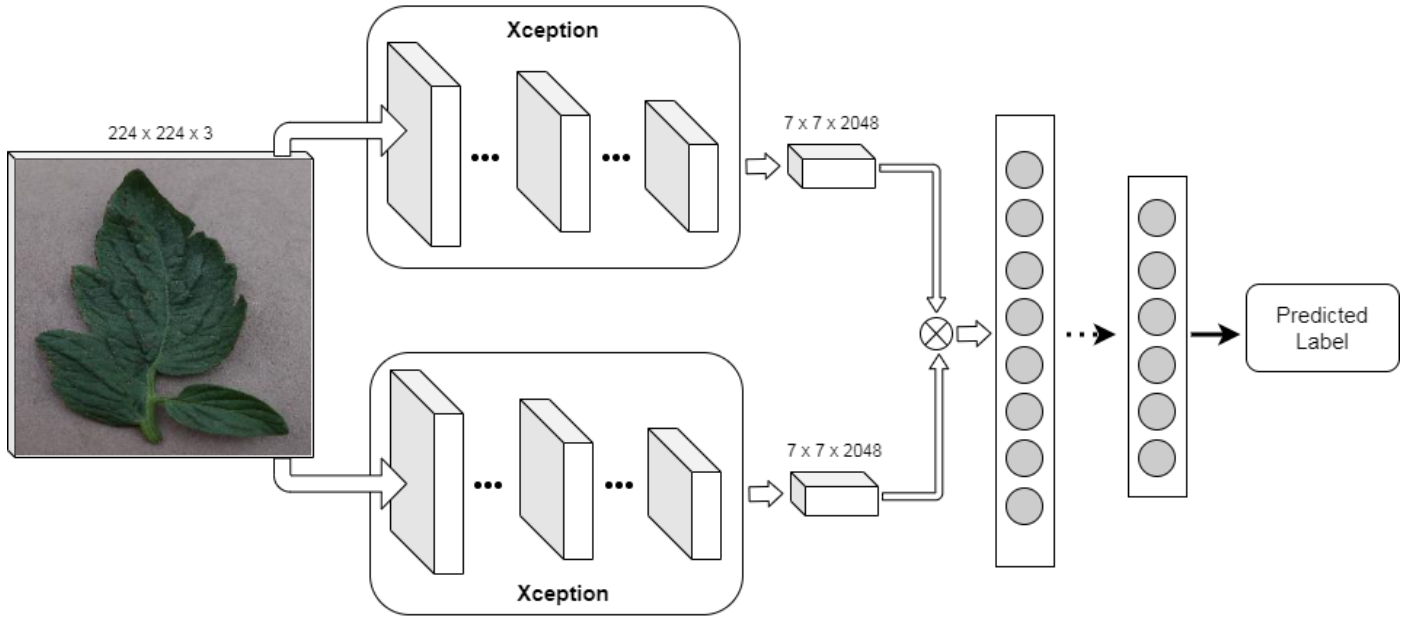 Xception
224 x 224 x 3
7 x 7 x 2048
Predicted
Label
7 x 7 x 2048
Xception